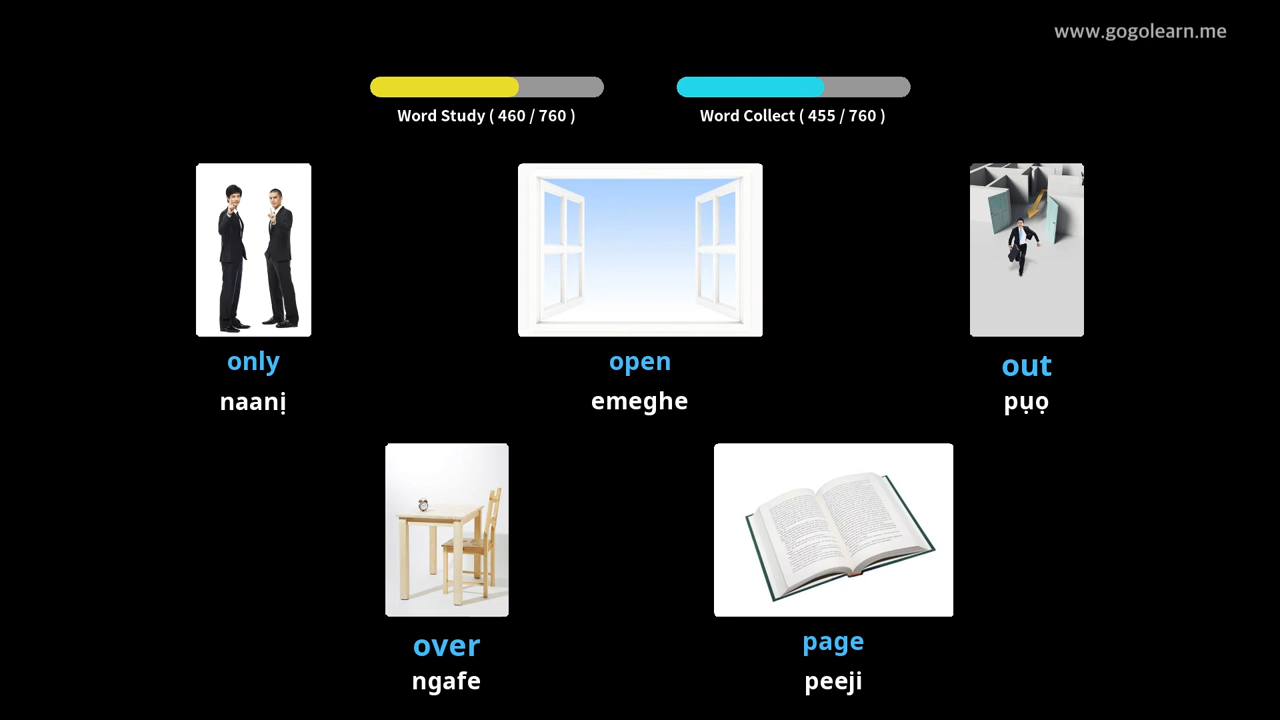 www.gogolearn.me
Word Study ( 460 / 760 )
Word Collect ( 455 / 760 )
only
naanị
open
emeghe
out
pụọ
over
ngafe
page
peeji